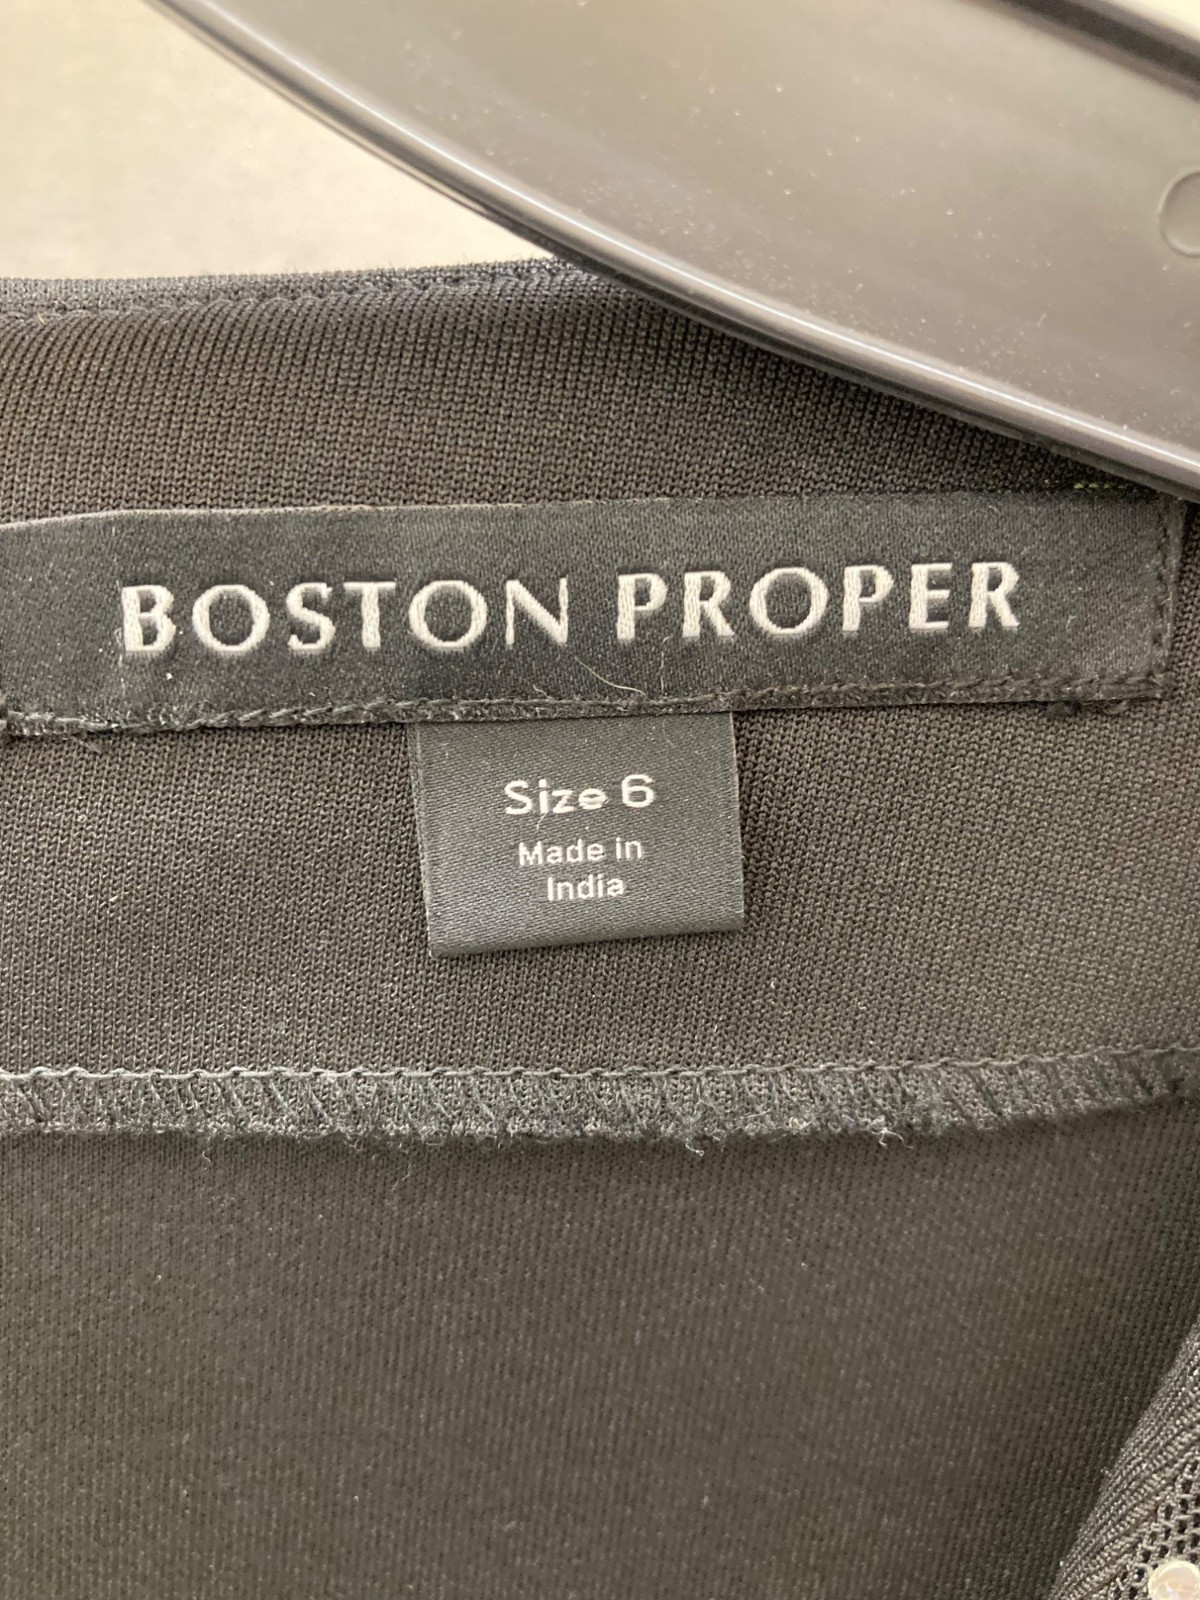 BOSTON PROPER
Size 6
Made in
India